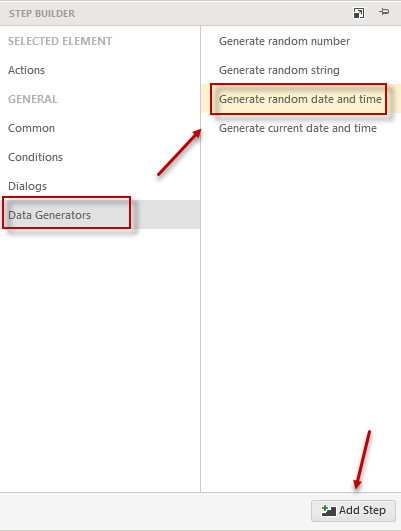 STEP BUILDER
SELECTED ELEMENT
Actions
GENERAL
Common
Conditions
Dialogs
Data Generators
Generate random number
Generate random string
Generate random date and time
Generate current date and time
Add Step